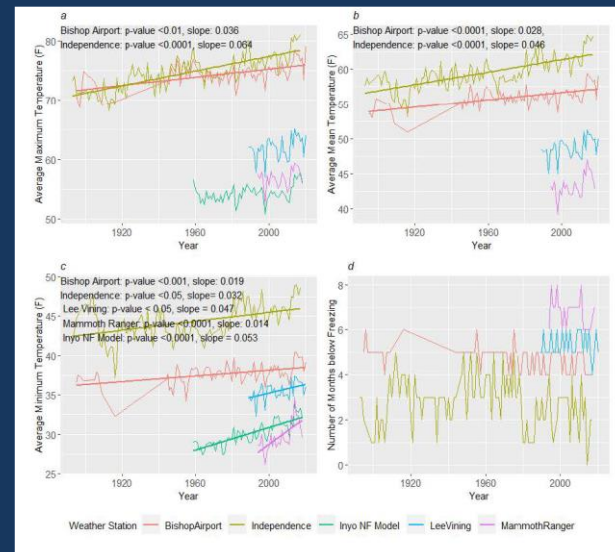 a
Bishop Airport: p-value <0.01, slope: 0.036
Independence: p-value <0.0001, slope= 0.064
80
70
60
50
Average Maximum Temperature (F)
1920
1960
2000
Year
b
Bishop Airport: p-value <0.0001, slope: 0.028,
Independence: p-value <0.0001, slope= 0.046
65
60
55
50
45
40
Average Mean Temperature (F)
1920
1960
2000
Year
c
Bishop Airport: p-value <0.001, slope: 0.019
Independence: p-value <0.05, slope= 0.032
Lee Vining: p-value < 0.05, slope = 0.047
Mammoth Ranger: p-value <0.0001, slope = 0.014
Inyo NF Model: p-value <0.0001, slope = 0.053
50
45
40
35
30
25
Average Minimum Temperature (F)
1920
1960
2000
Year
d
8
6
4
2
0
Number of Months below Freezing
1920
1960
2000
Year
Weather Station BishopAirport Independence Inyo NF Model LeeVining MammothRanger